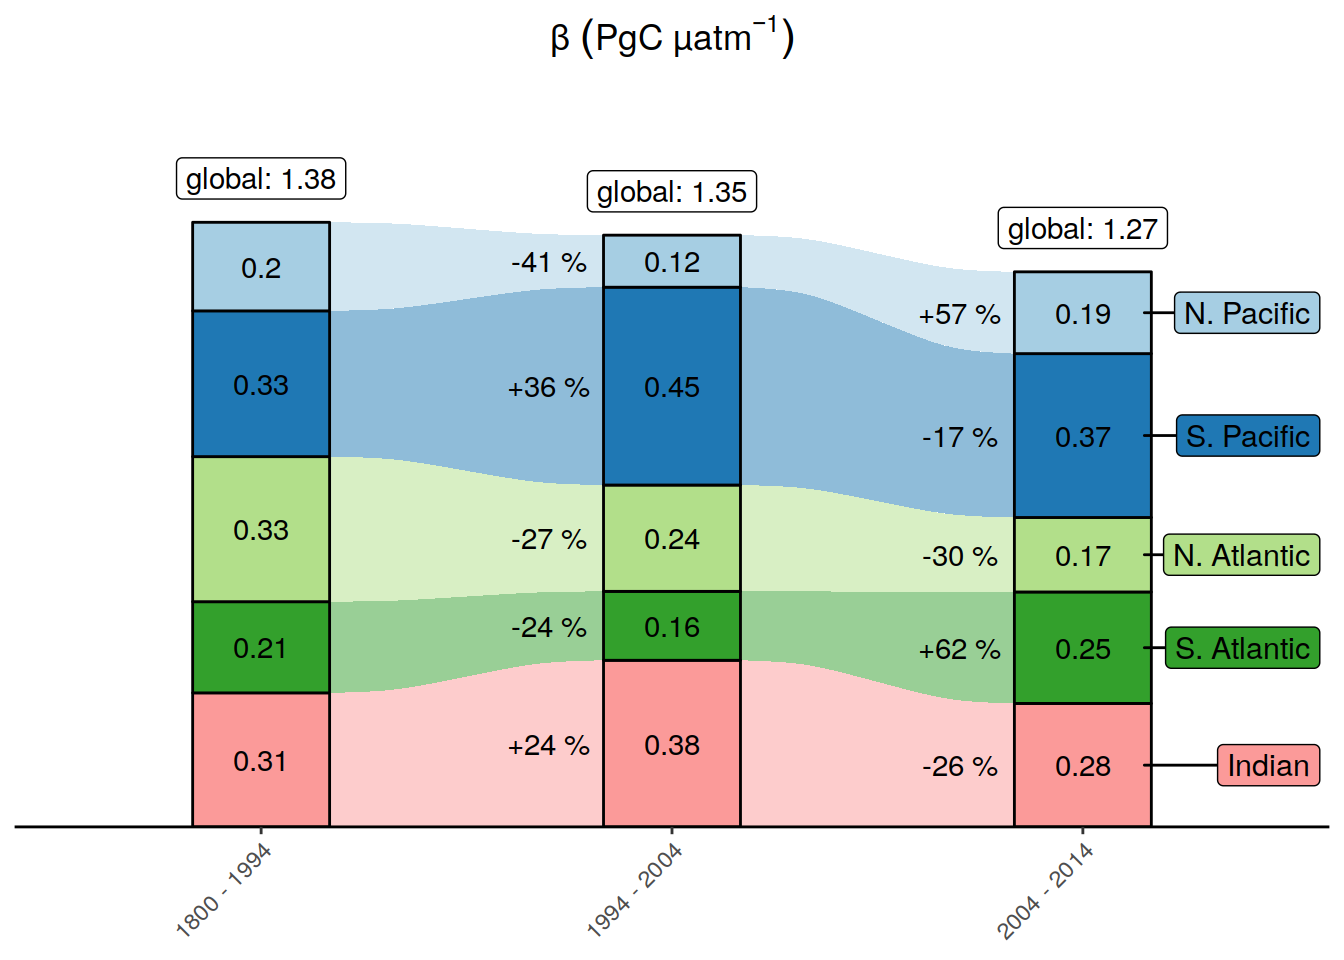 β (PgC µatm⁻¹)
global: 1.38
global: 1.35
global: 1.27
0.2
-41 %
0.12
+57 %
0.19
N. Pacific
0.33
+36 %
0.45
-17 %
0.37
S. Pacific
0.33
-27 %
0.24
-30 %
0.17
N. Atlantic
0.21
-24 %
0.16
+62 %
0.25
S. Atlantic
0.31
+24 %
0.38
-26 %
0.28
Indian
1800 - 1994
1994 - 2004
2004 - 2014